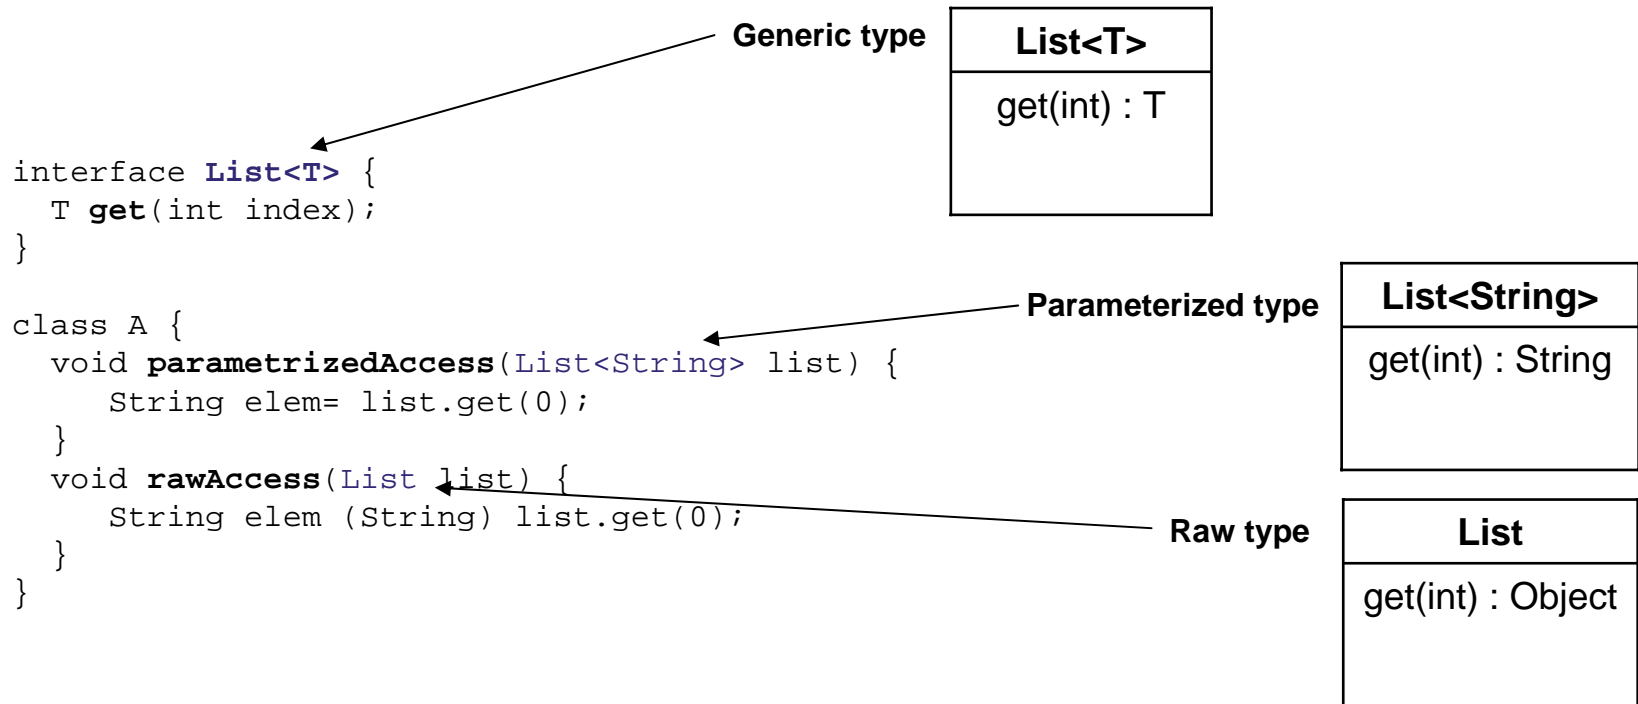 Generic type
List<T>
get(int) : T
interface List<T> {
T get(int index);
}
class A {
void parametrizedAccess(List<String> list) {
String elem= list.get(0);
}
void rawAccess(List list) {
String elem (String) list.get(0);
}
}
Parameterized type
List<String>
get(int) : String
Raw type
List
get(int) : Object